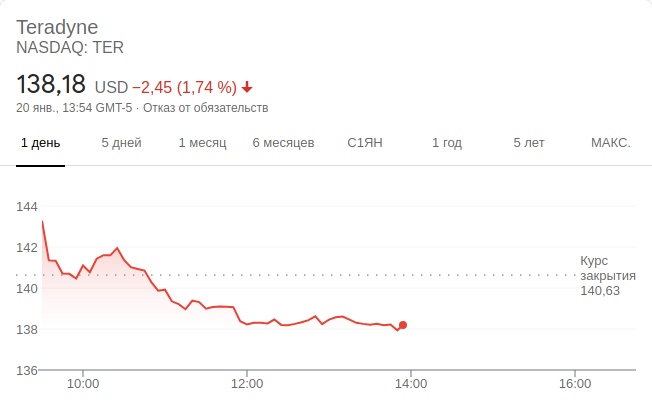 Teradyne
NASDAQ: TER
138,18 USD −2,45 (1,74 %)
20 янв., 13:54 GMT-5 · Отказ от обязательств
1 день 5 дней 1 месяц 6 месяцев С1ЯН 1 год 5 лет МАКС.
144
142
Курс
закрытия
140,63
140
138
136
10:00 12:00 14:00 16:00